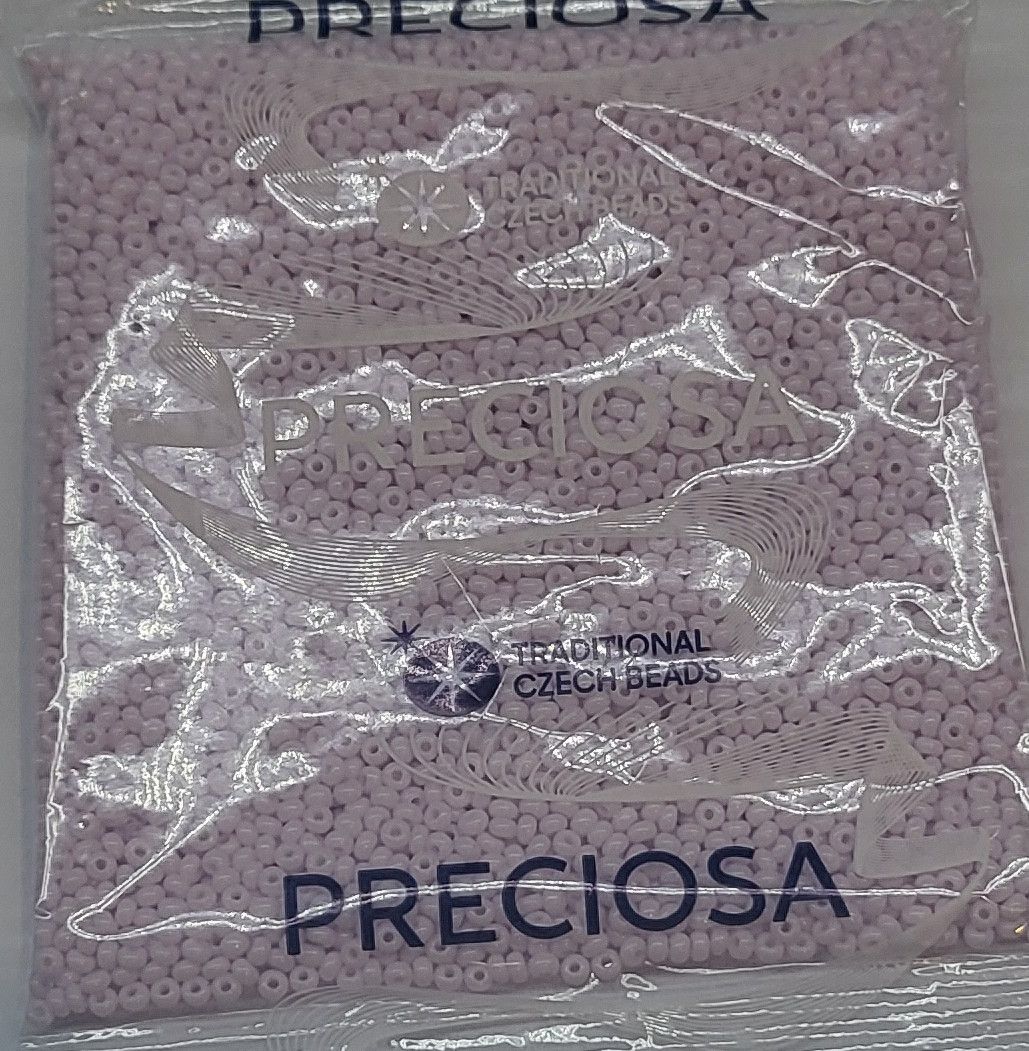 PRECIOSA
TRADITIONAL
CZECH BEADS
PRECIOSA
TRADITIONAL
CZECH BEADS
PRECIOSA